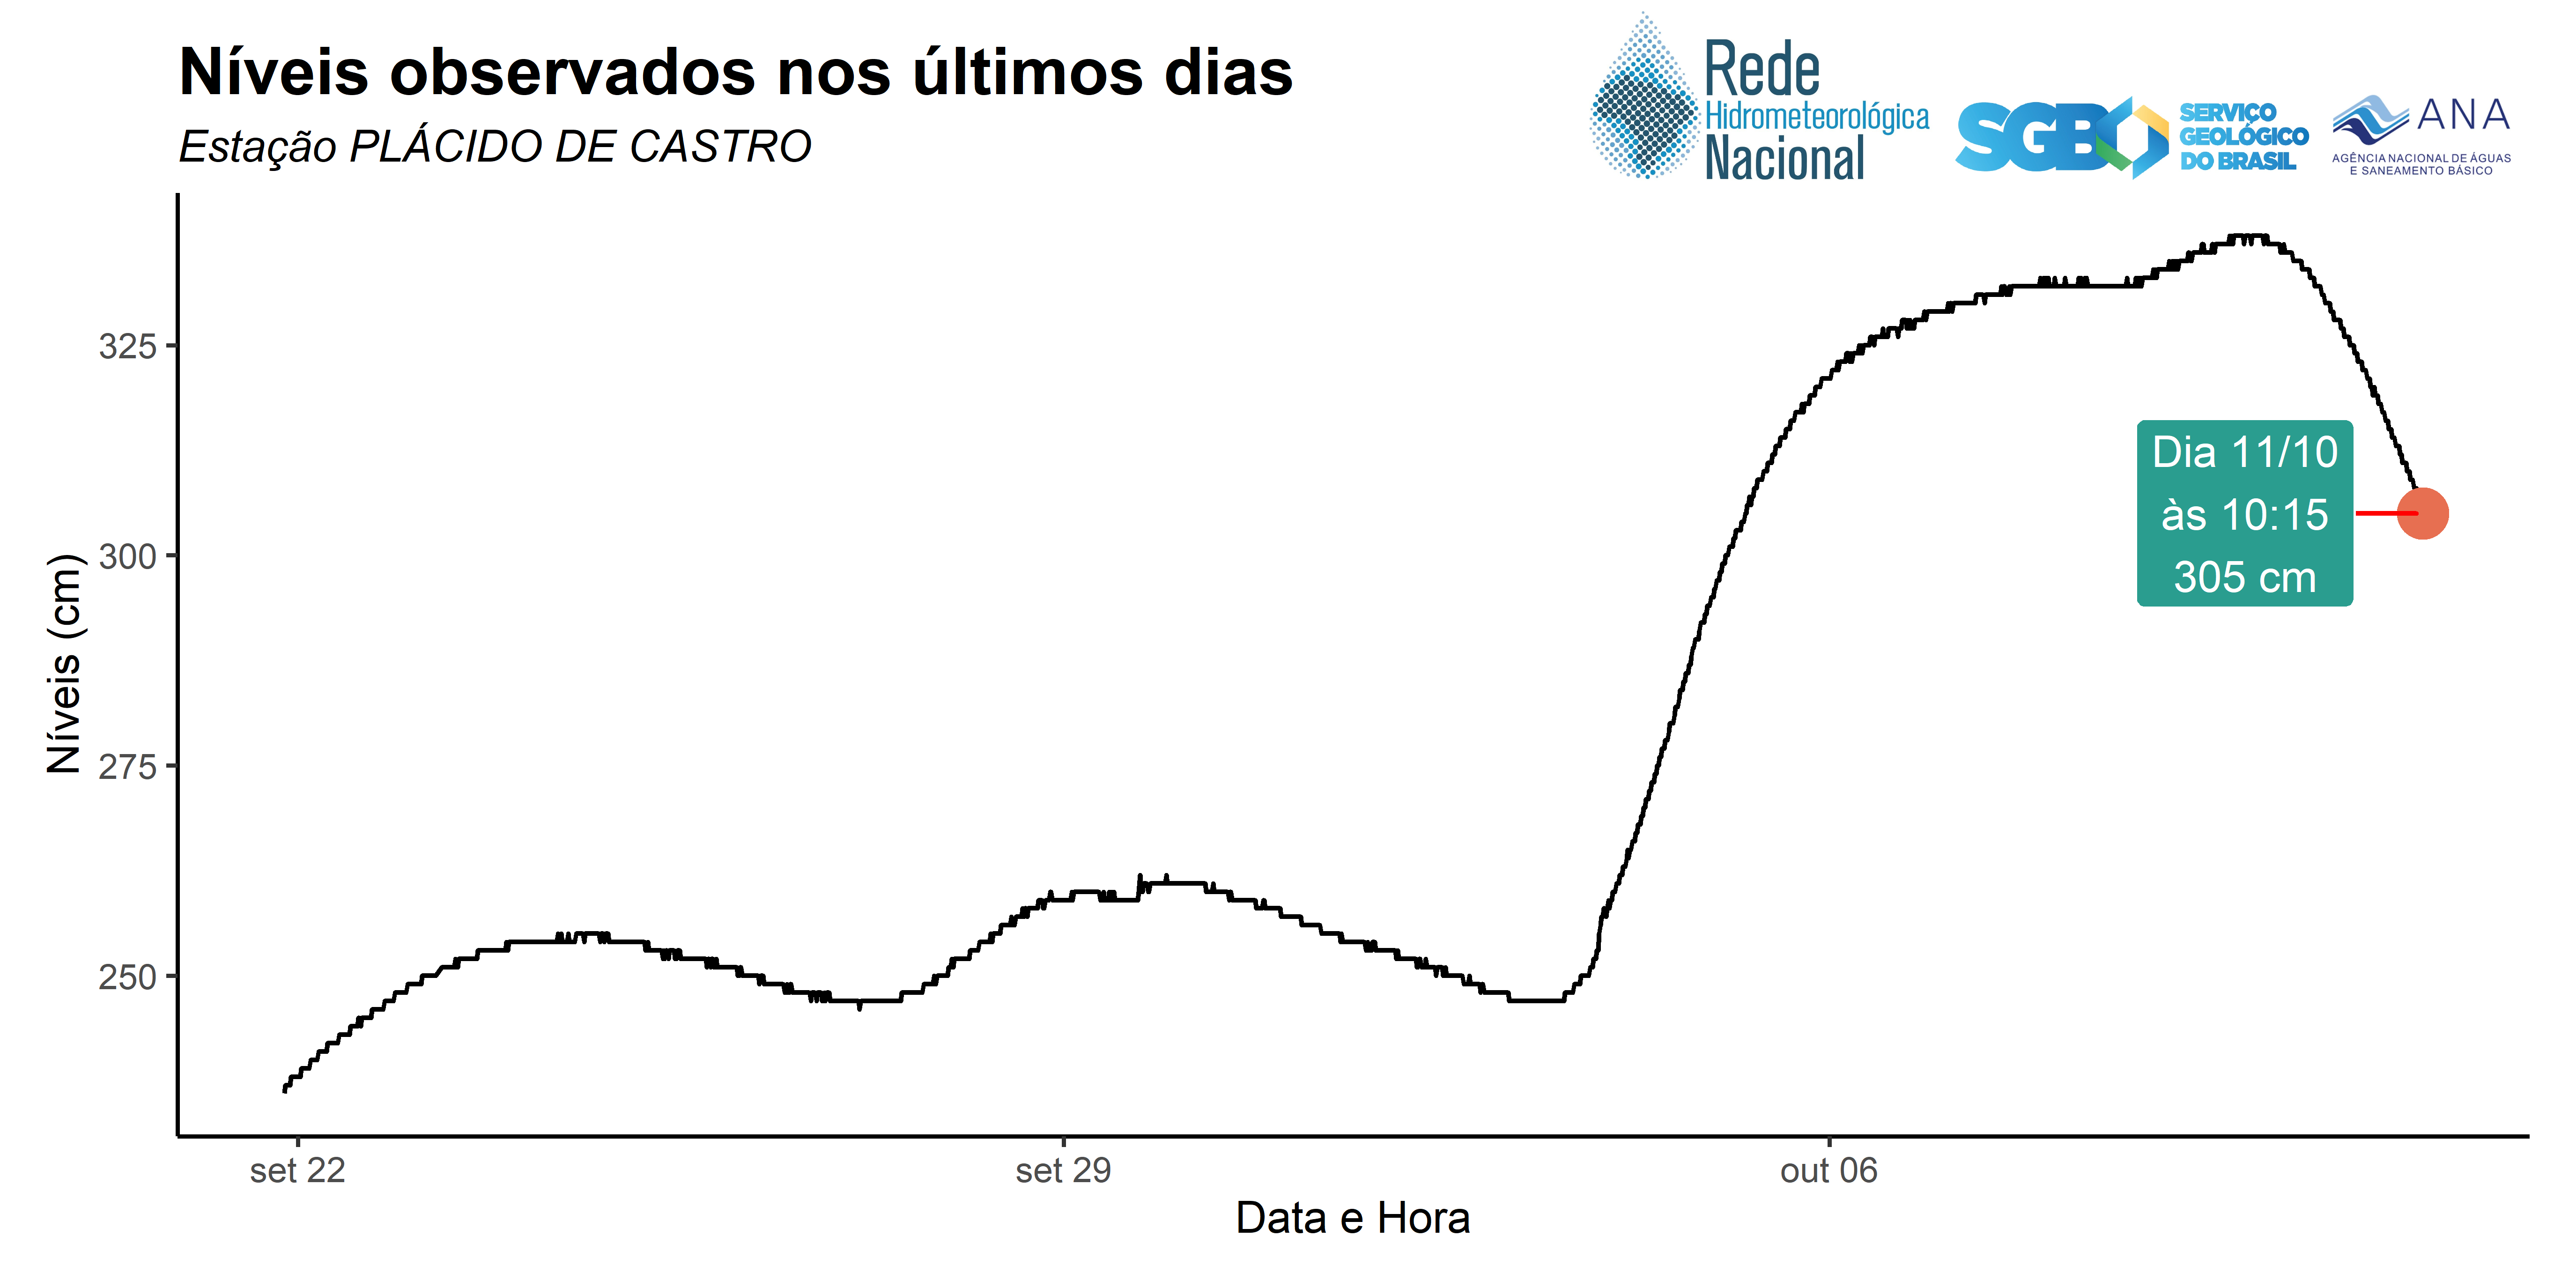 Níveis observados nos últimos dias
Estação PLÁCIDO DE CASTRO
Rede
Hidrometeorológica
Nacional
SGB
SERVIÇO
GEOLÓGICO
DO BRASIL
ANA
AGÊNCIA NACIONAL DE ÁGUAS
E SANEAMENTO BÁSICO
Níveis (cm)
325
300
275
250
Dia 11/10
às 10:15
305 cm
set 22
set 29
out 06
Data e Hora